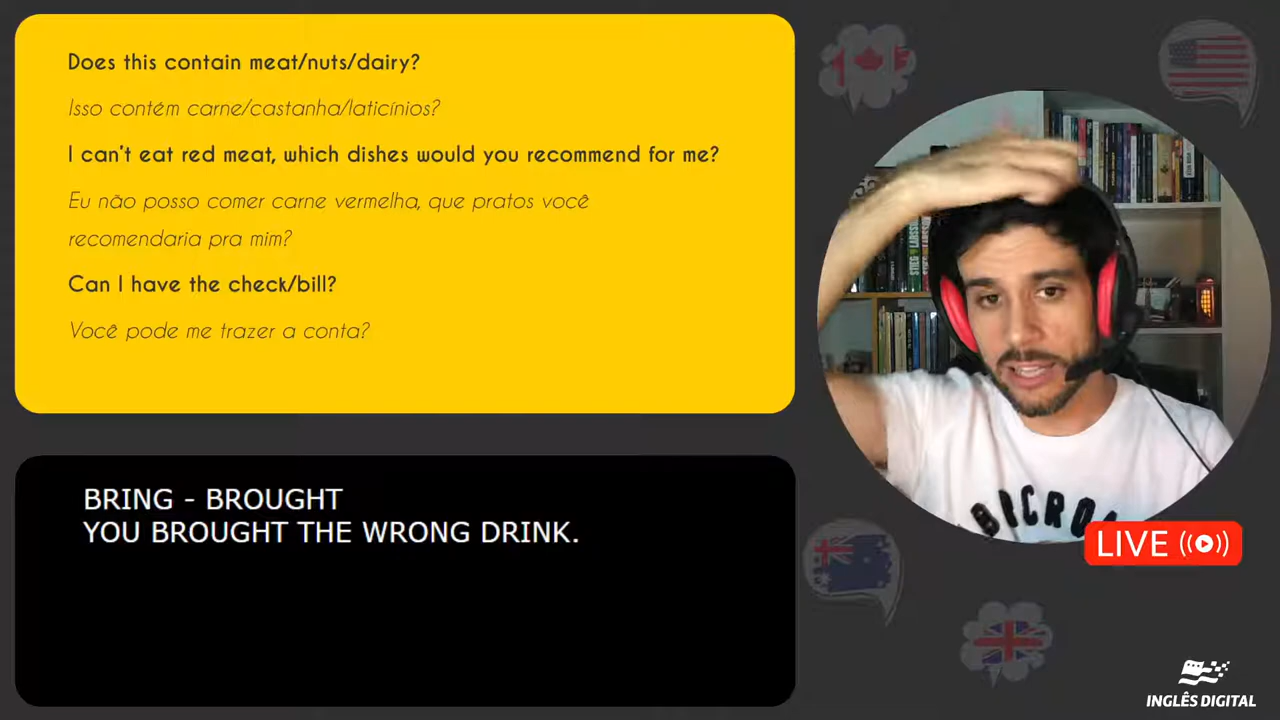 Does this contain meat/nuts/dairy?
Isso contém carne/castanha/laticínios?
I can't eat red meat, which dishes would you recommend for me?
Eu não posso comer carne vermelha, que pratos você
recomendaria pra mim?
Can I have the check/bill?
Você pode me trazer a conta?
BRING - BROUGHT
YOU BROUGHT THE WRONG DRINK.
STIEG LARSSON
LIVE
INGLÊS DIGITAL